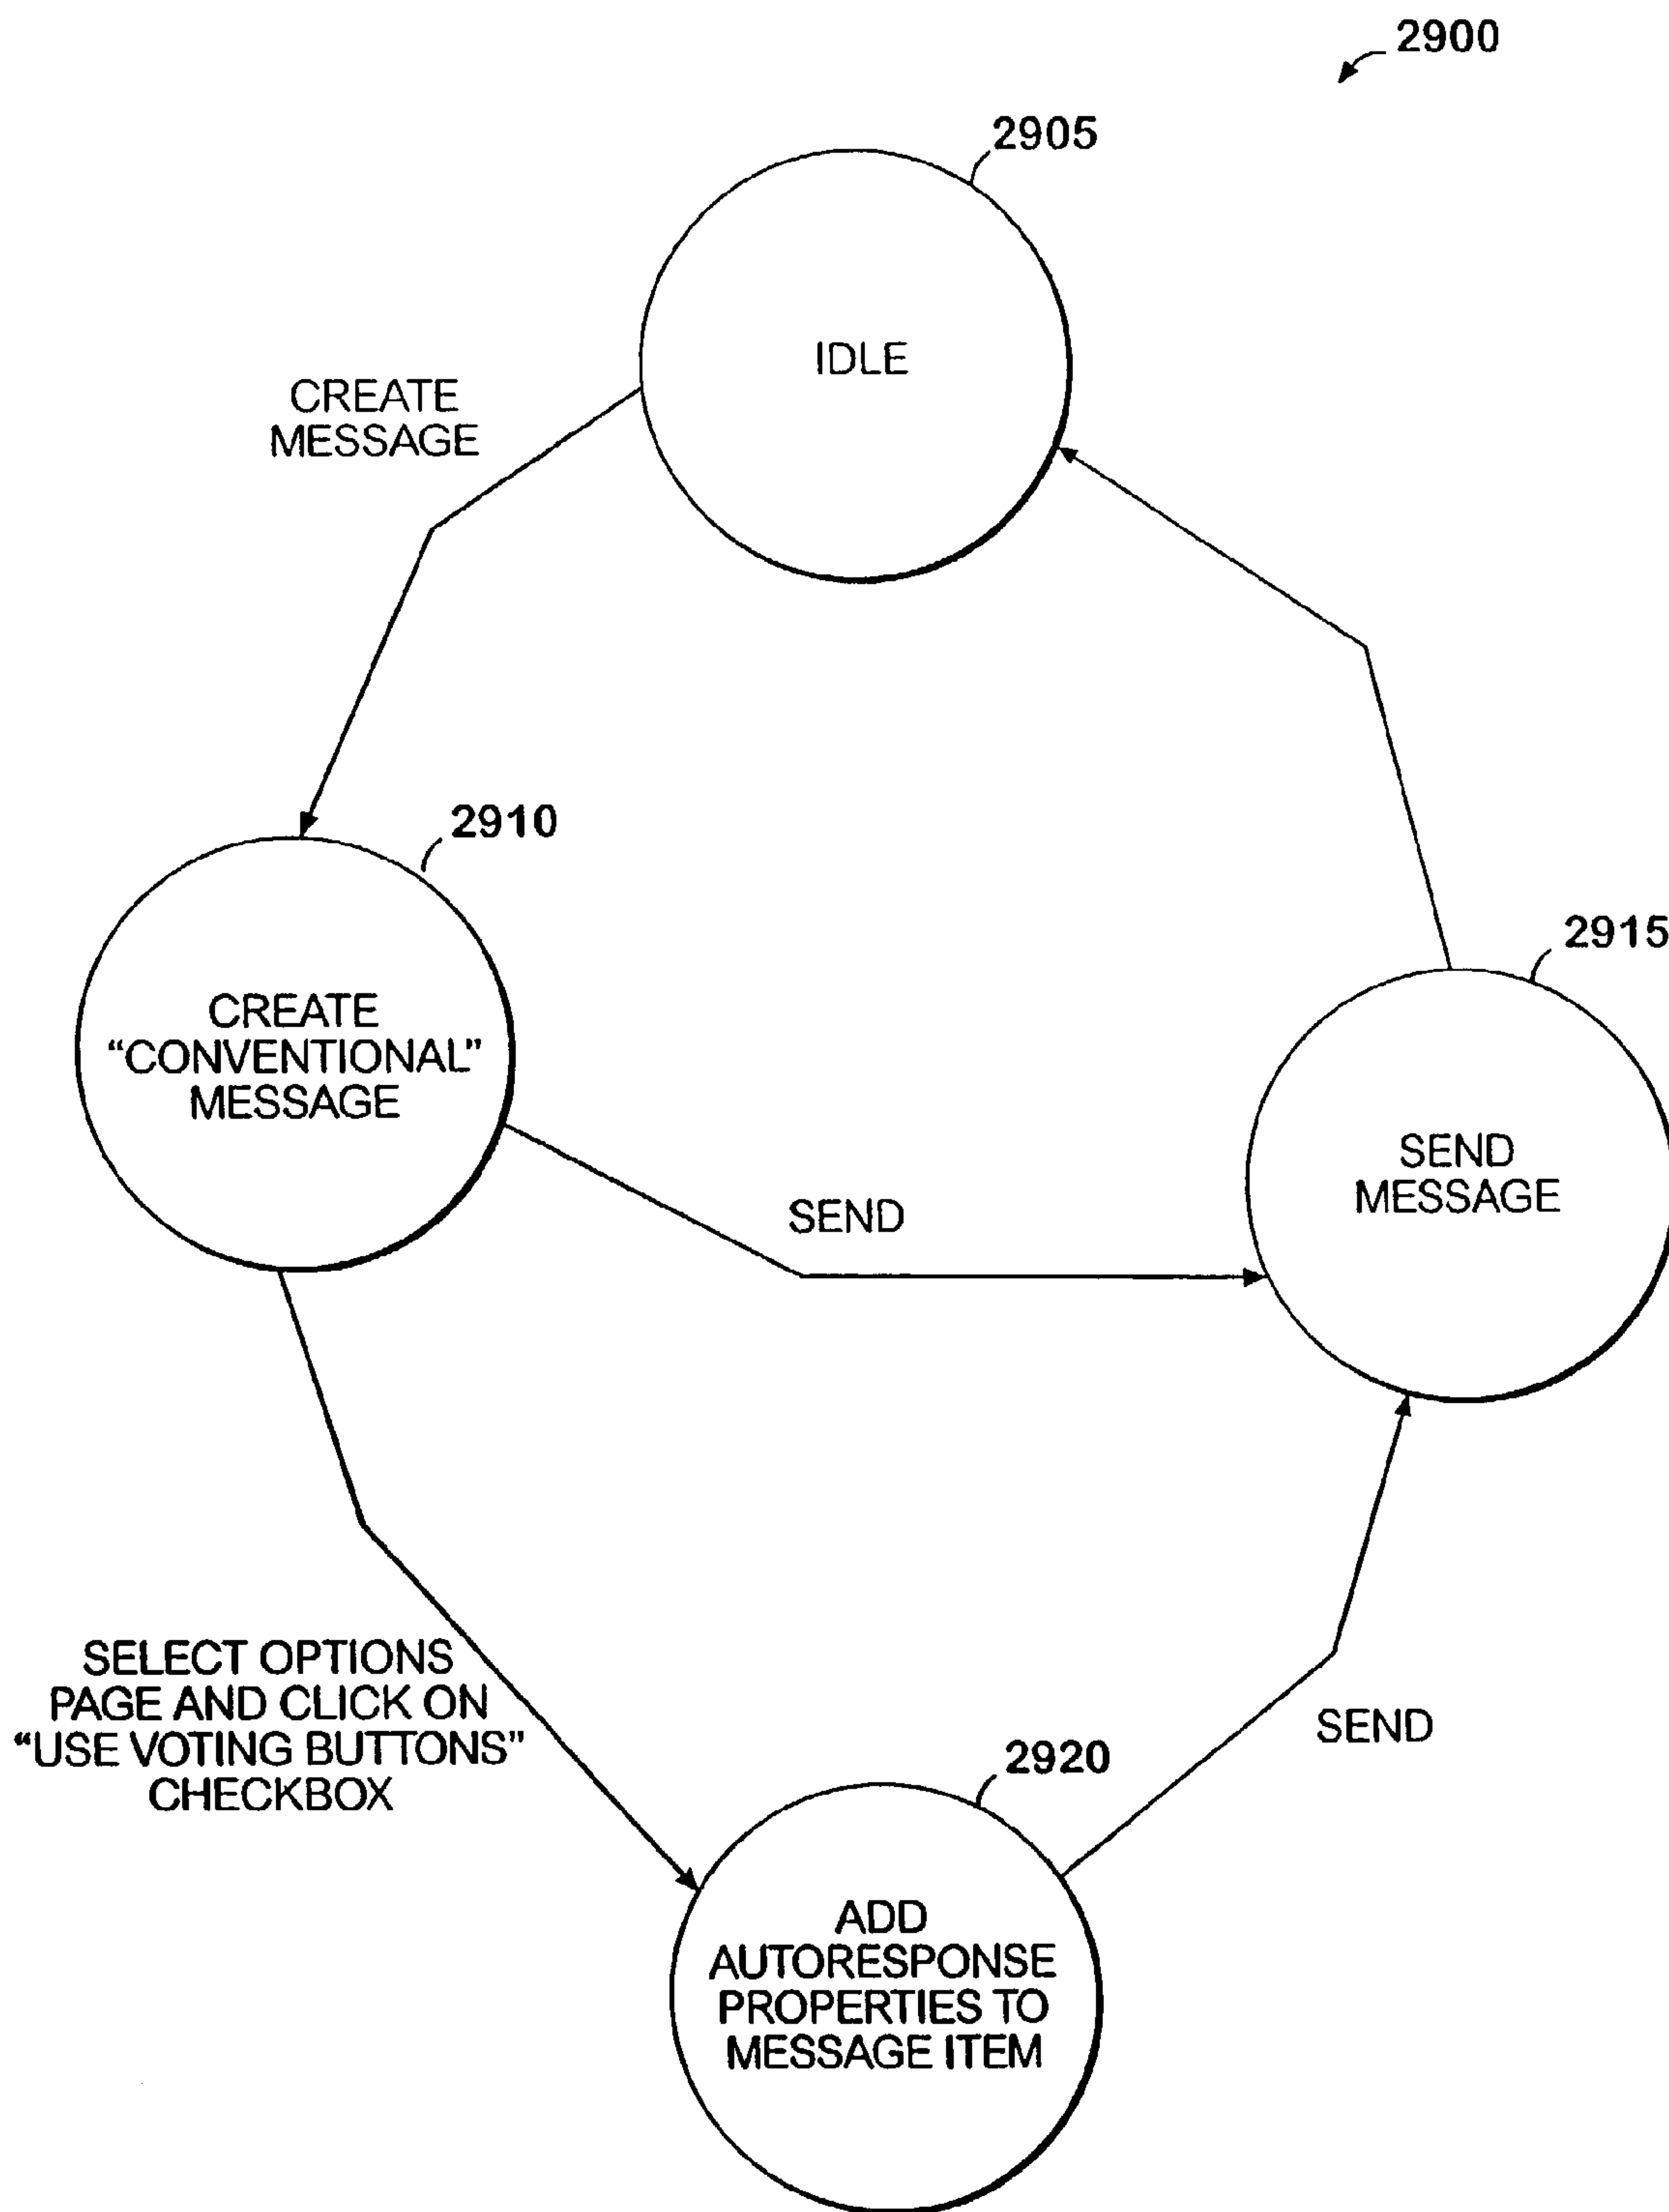 2900
2905
IDLE
CREATE
MESSAGE
2910
2915
CREATE
“CONVENTIONAL”
MESSAGE
SEND
MESSAGE
SEND
SELECT OPTIONS
PAGE AND CLICK ON
“USE VOTING BUTTONS”
CHECKBOX
SEND
2920
ADD
AUTORESPONSE
PROPERTIES TO
MESSAGE ITEM